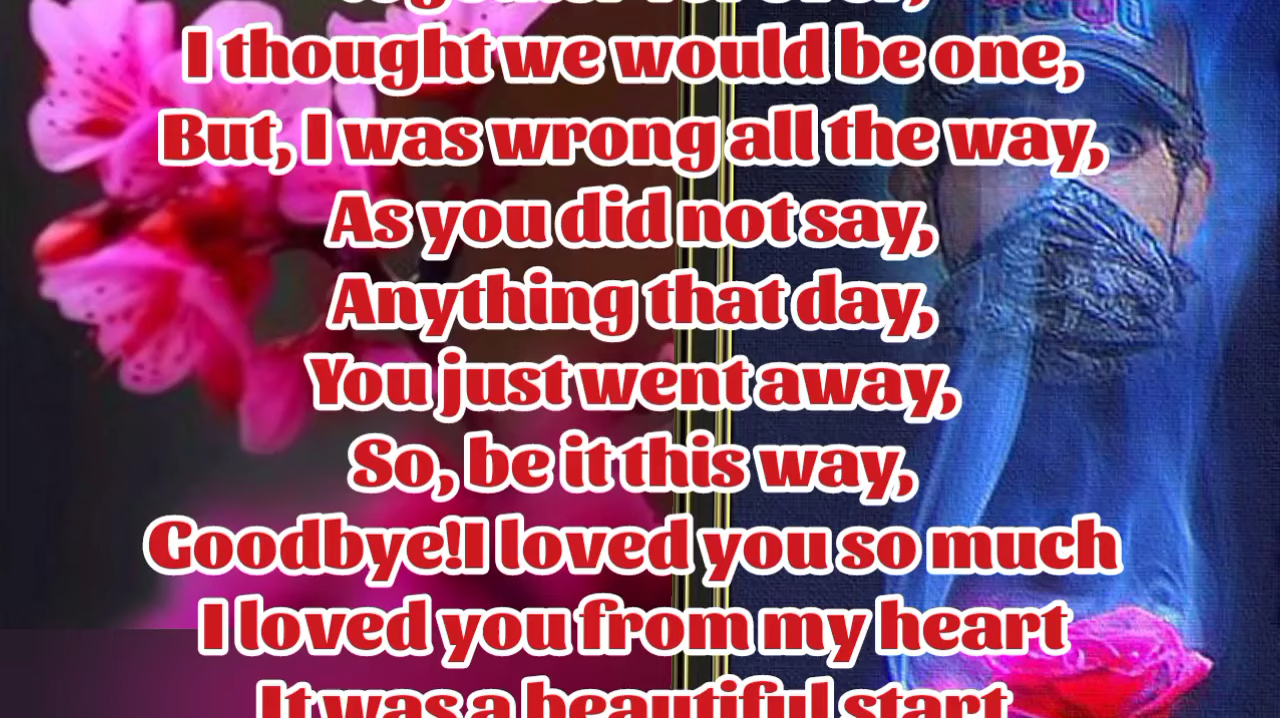 together forever,
I thought we would be one,
But, I was wrong all the way,
As you did not say,
Anything that day,
You just went away,
So, be it this way,
Goodbye!I loved you so much
I loved you from my heart
It was a beautiful start